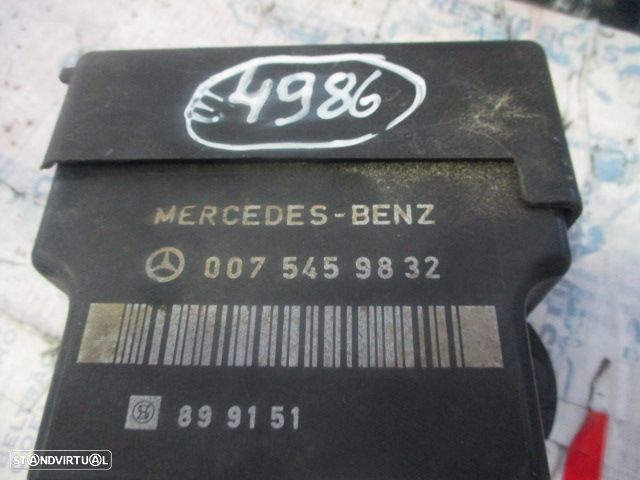 4986
MERCEDES-BENZ
007 545 98 32
89 91 51
STANDVIRTUAL